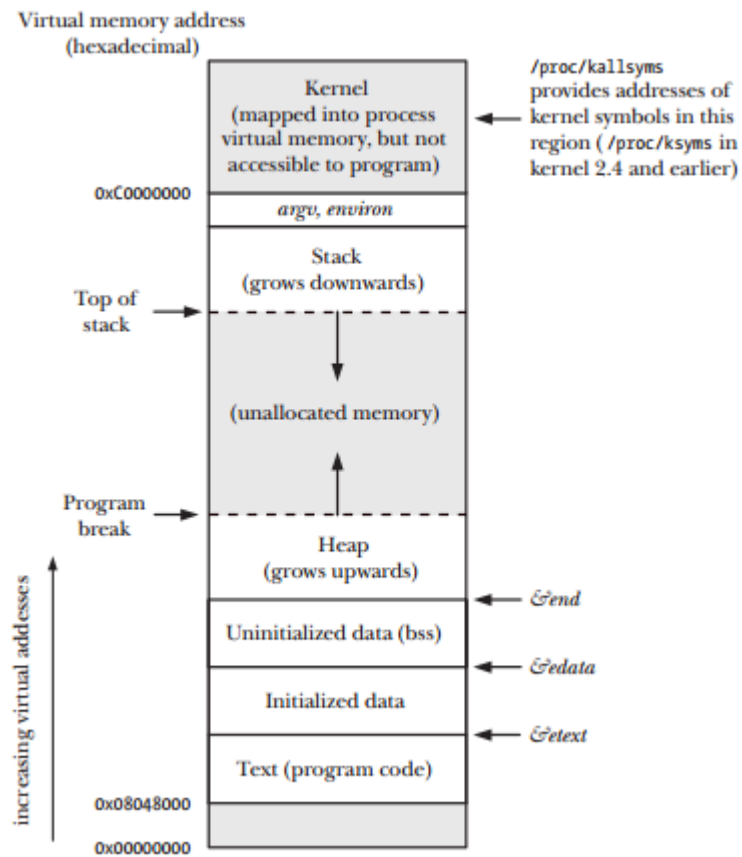 Virtual memory address
(hexadecimal)
/proc/kallsyms
provides addresses of
kernel symbols in this
region ( /proc/ksyms in
kernel 2.4 and earlier)
Kernel
(mapped into process
virtual memory, but not
accessible to program)
0xC0000000
argv, environ
Stack
(grows downwards)
Top of
stack
(unallocated memory)
Program
break
Heap
(grows upwards)
&end
Uninitialized data (bss)
&edata
Initialized data
&etext
Text (program code)
0x08048000
0x00000000
increasing virtual addesses